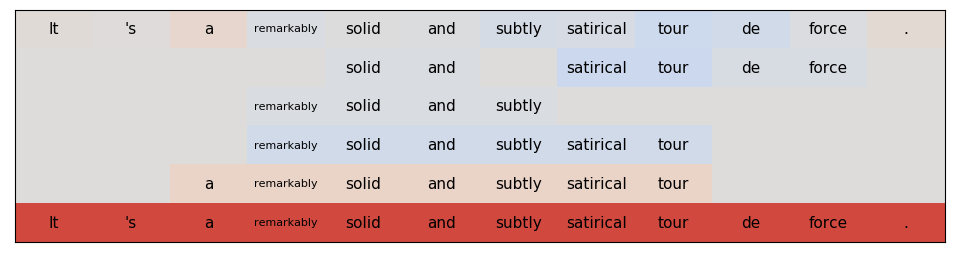 It 's a remarkably solid and subtly satirical tour de force .
solid and satirical tour de force
remarkably solid and subtly
remarkably solid and subtly satirical tour
a remarkably solid and subtly satirical tour
It 's a remarkably solid and subtly satirical tour de force .